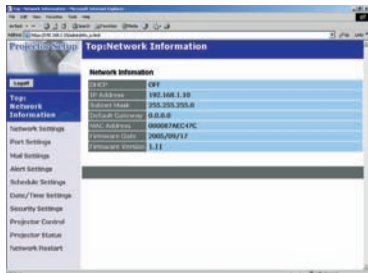 Projector Setup
Top:Network Information
Logoff
Top:
Network
Information
Network Settings
Port Settings
Mail Settings
Alert Settings
Schedule Settings
Date/Time Settings
Security Settings
Projector Control
Projector Status
Network Restart
Network Information
DHCP OFF
IP Address 192.168.1.10
Subnet Mask 255.255.255.0
Default Gateway 0.0.0.0
MAC Address
Firmware Date 2005/09/17
Firmware Version 1.11